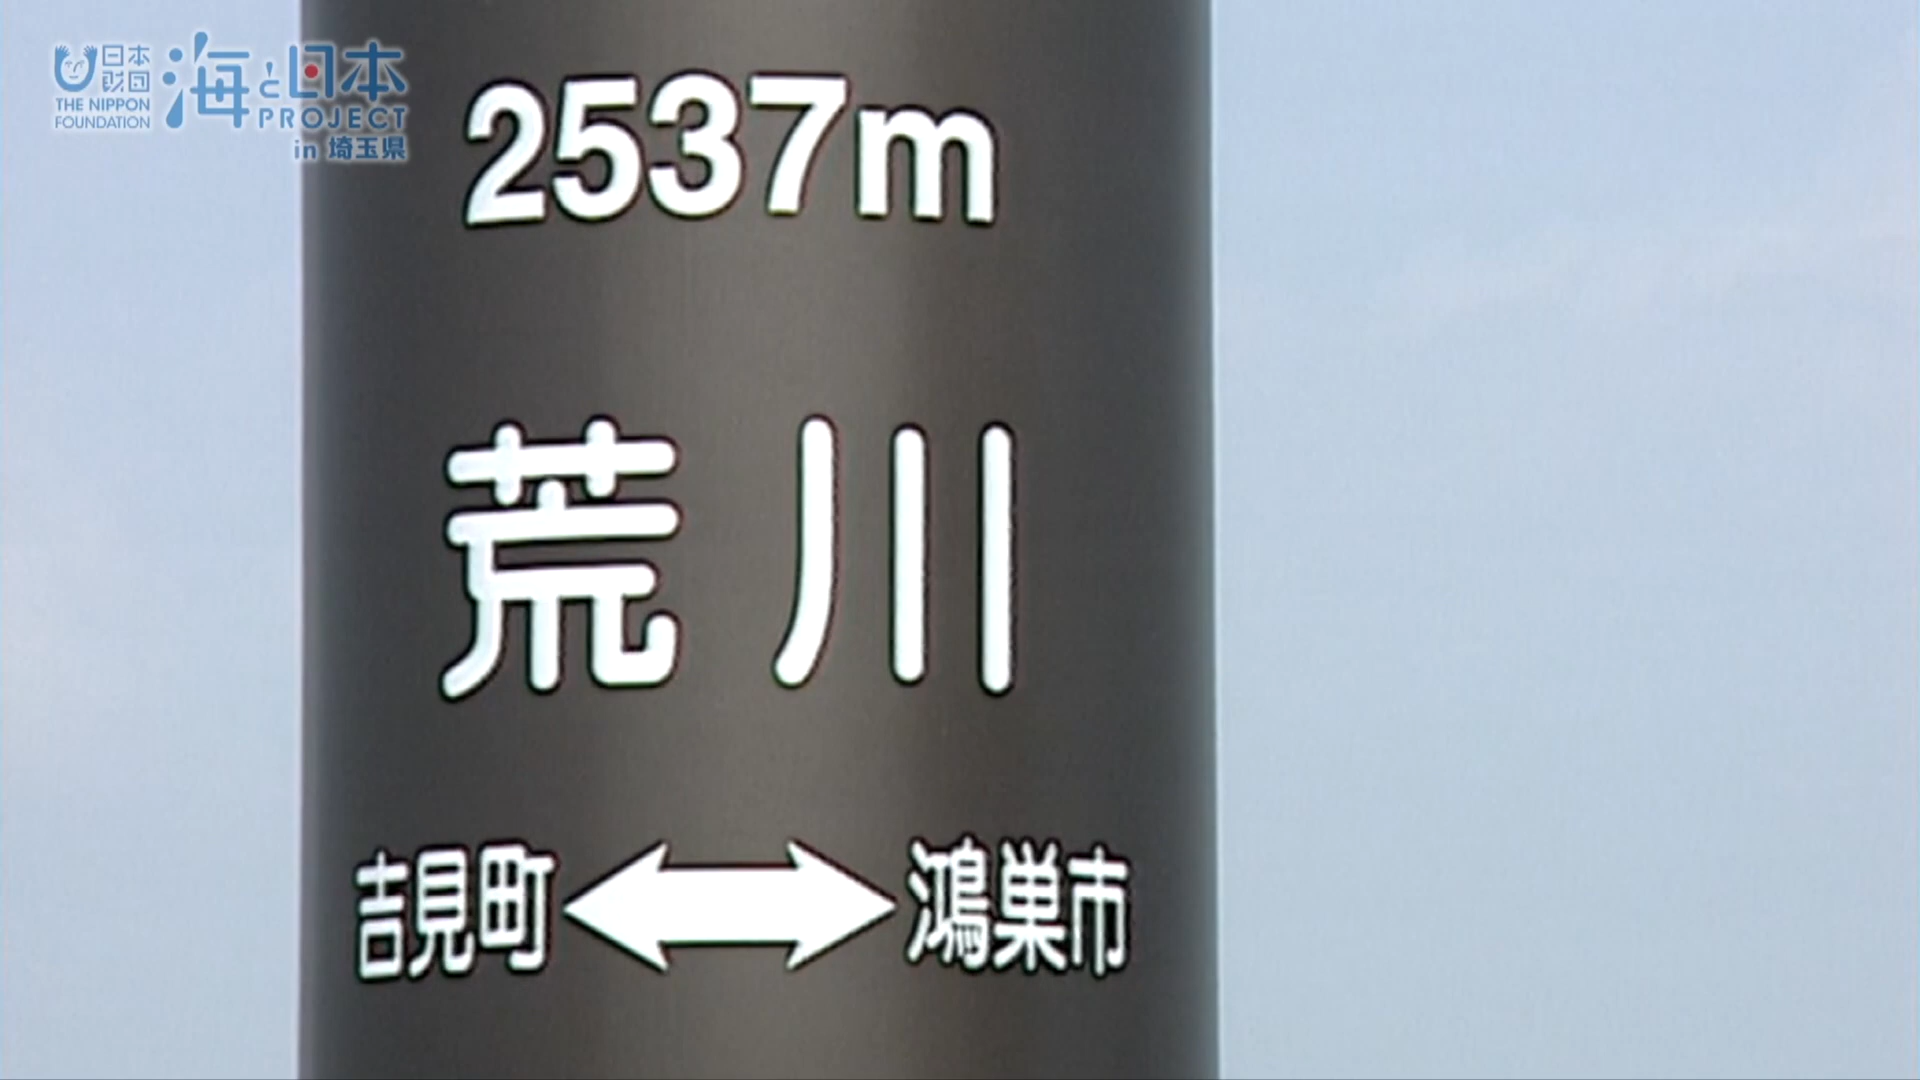 日本
財団
THE NIPPON
FOUNDATION
海と日本
PROJECT
in 埼玉県
2537m
荒川
吉見町 ⟷ 鴻巣市